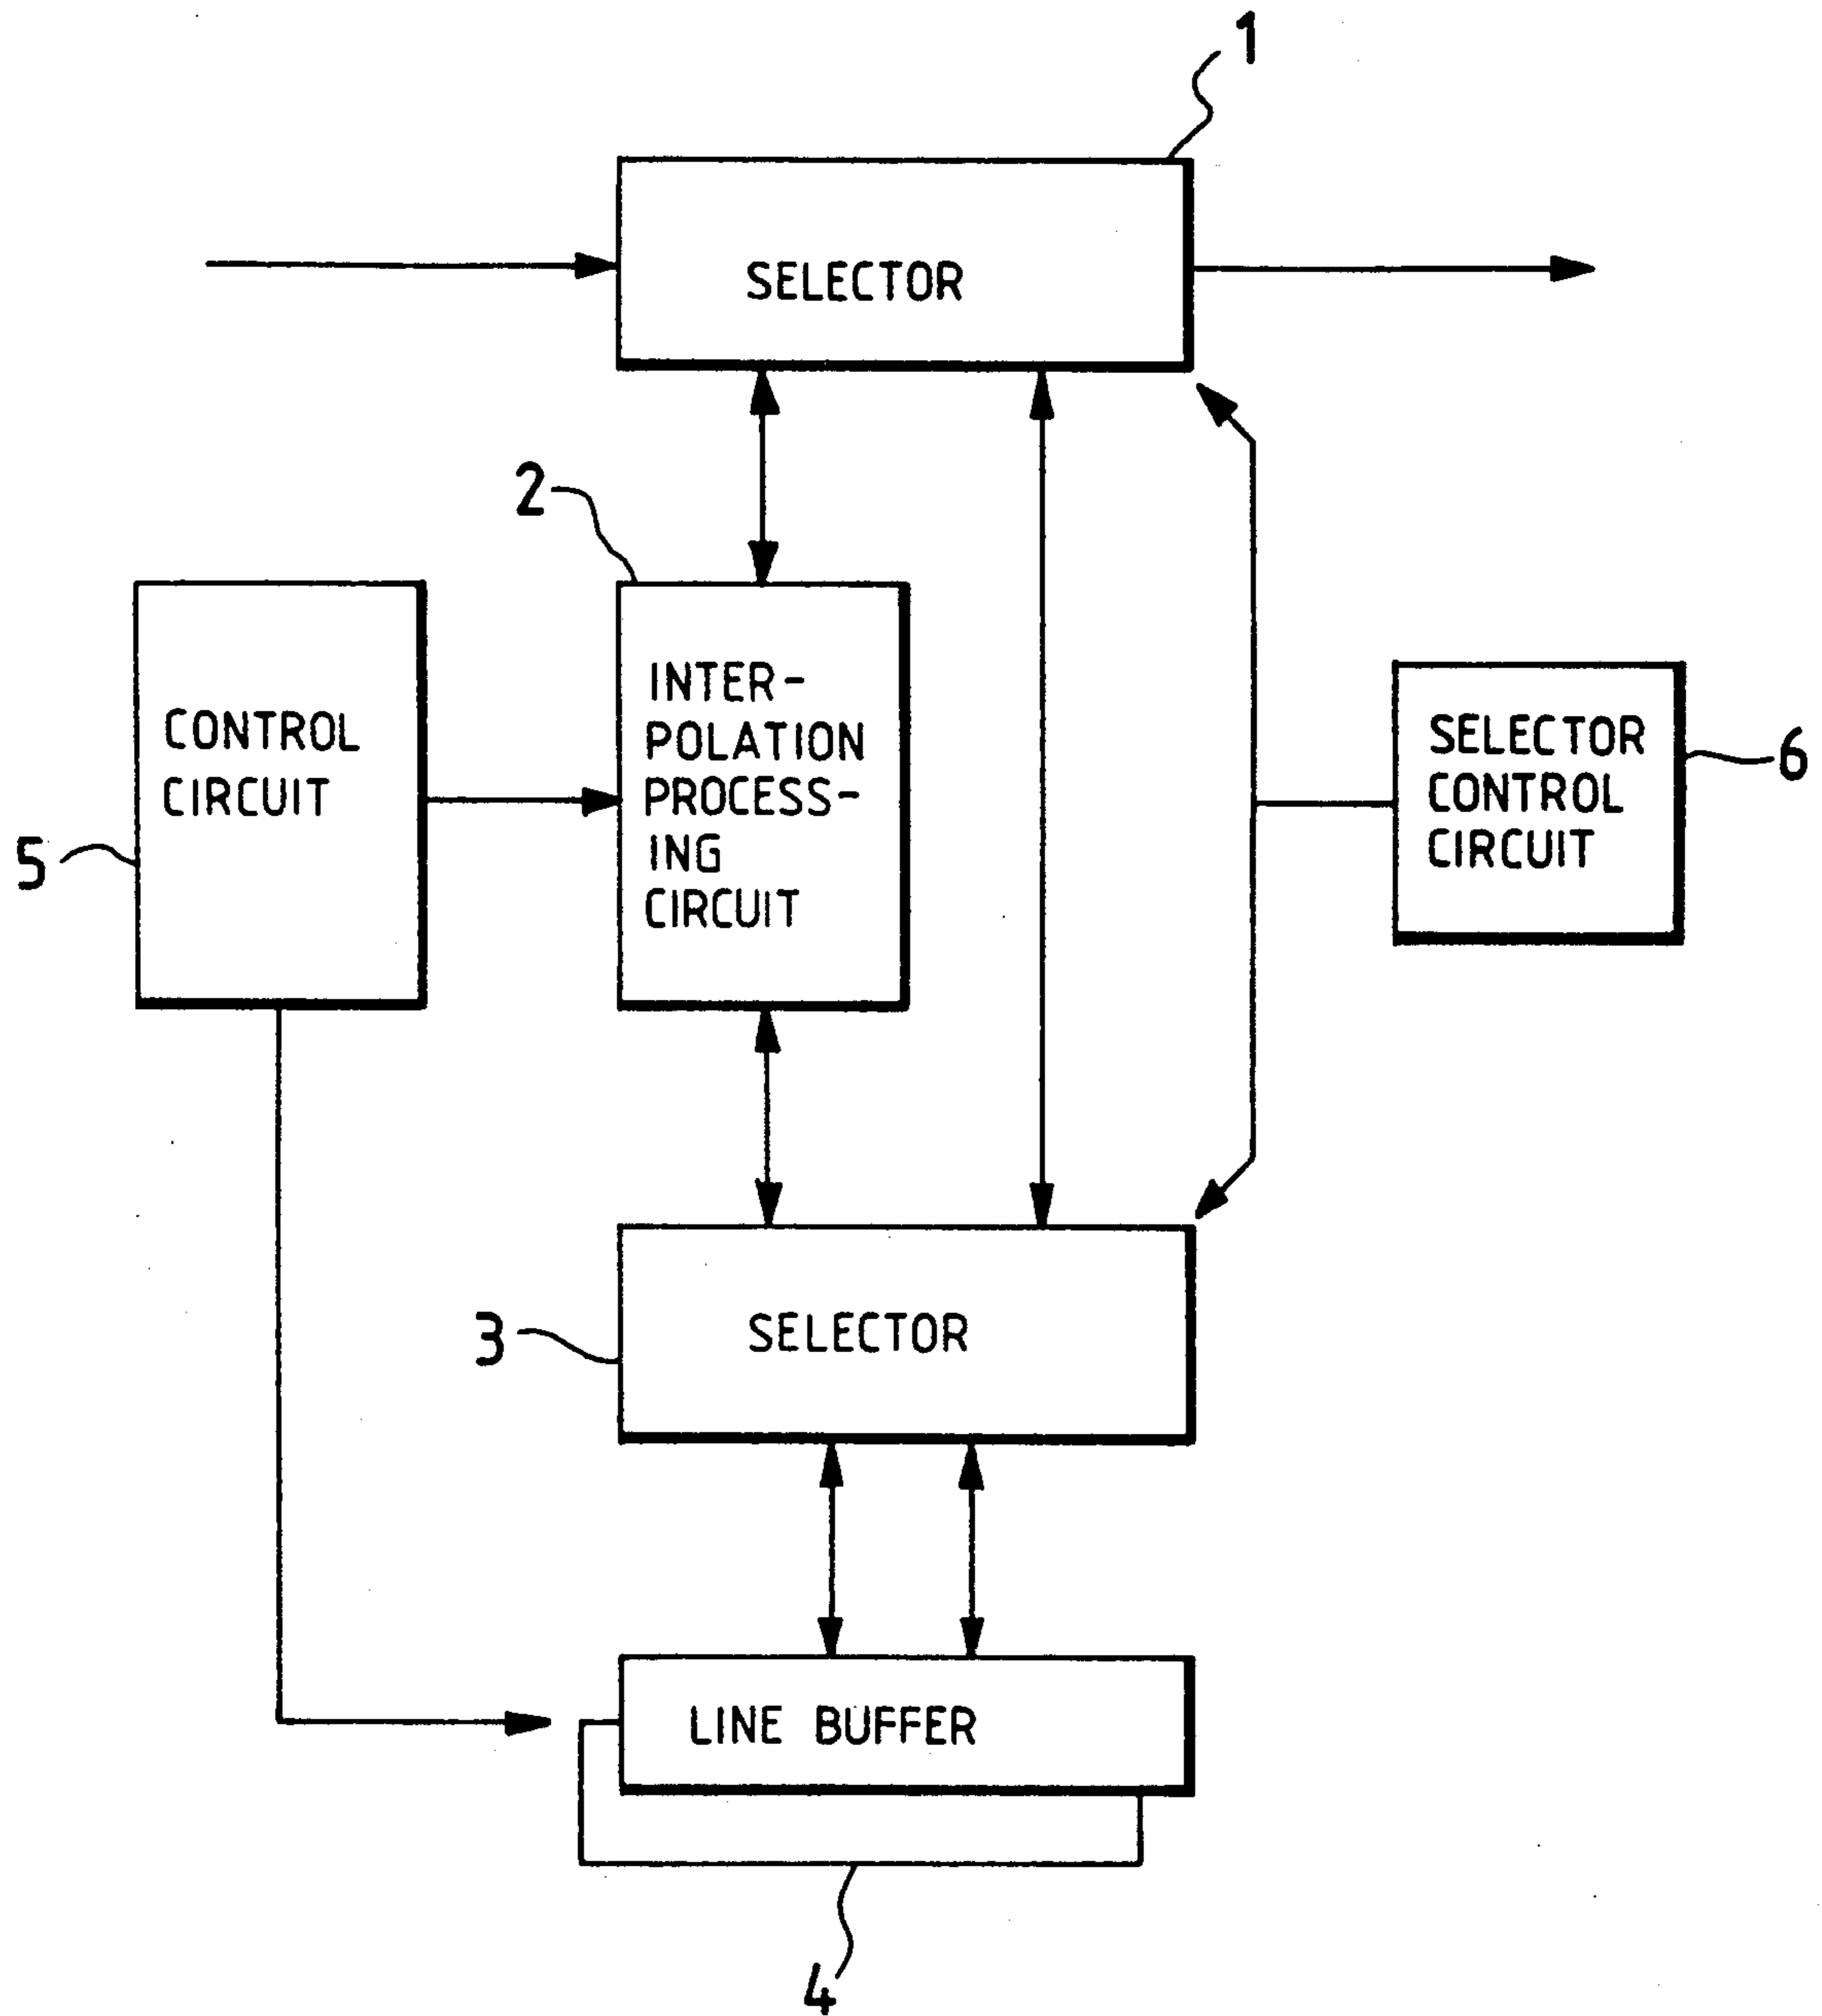 1
SELECTOR
2
INTER-
POLATION
PROCESS-
ING
CIRCUIT
CONTROL
CIRCUIT
5
SELECTOR
CONTROL
CIRCUIT
6
3
SELECTOR
LINE BUFFER
4